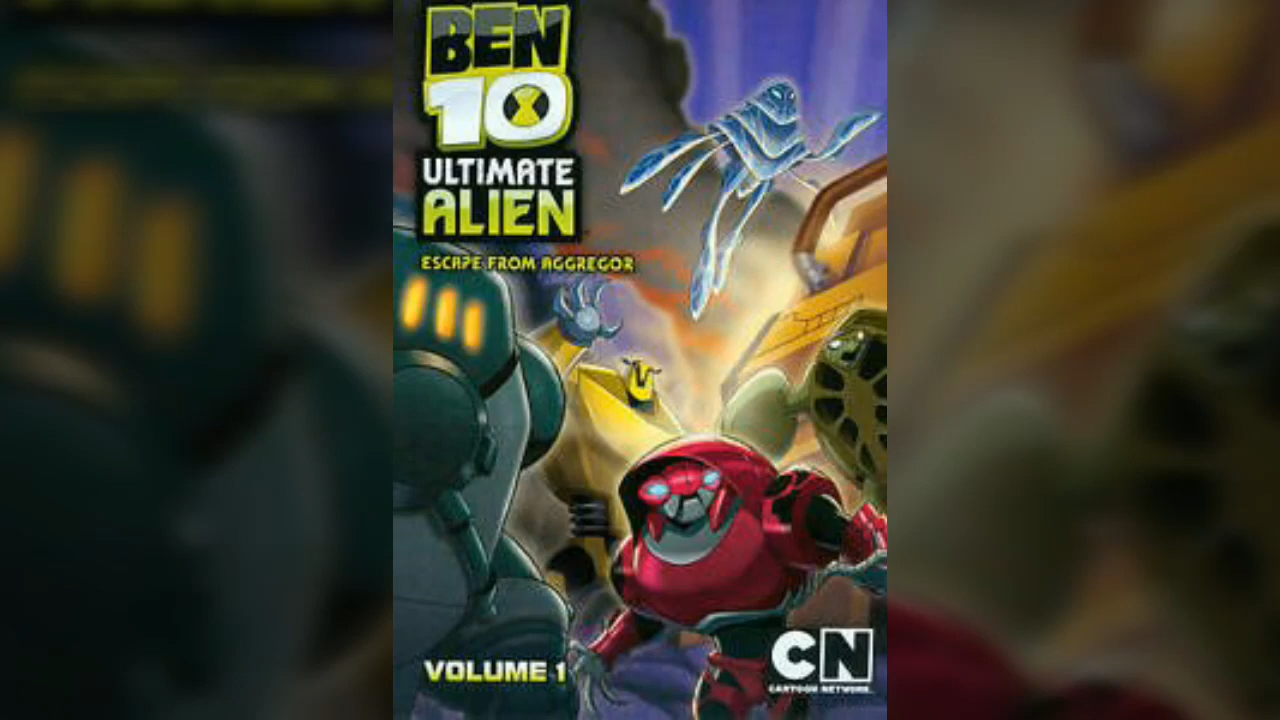 BEN
10
ULTIMATE
ALIEN
ESCAPE FROM AGGREGOR
VOLUME 1
CN
CARTOON NETWORK